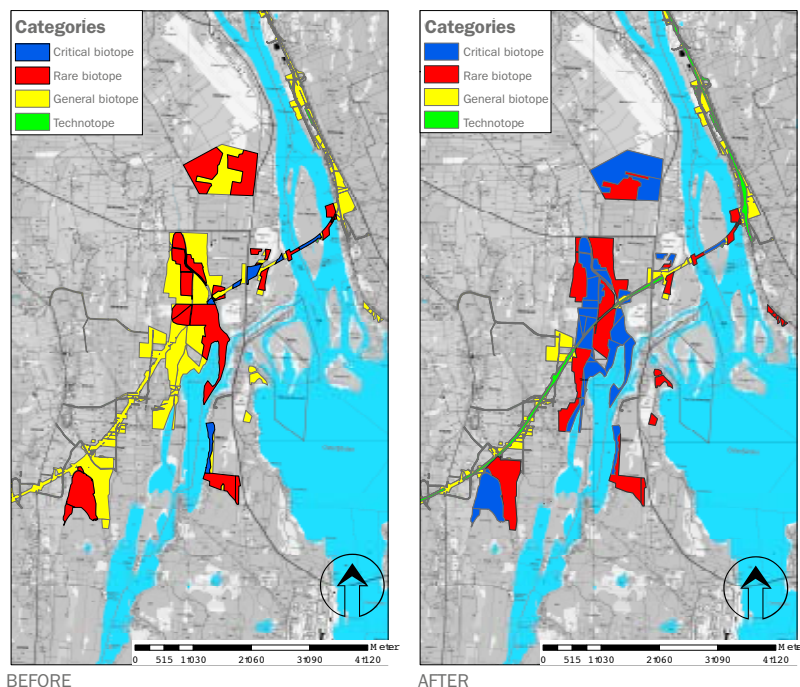 Categories
Critical biotope
Rare biotope
General biotope
Technotope
Meter
0 515 1 030 2 060 3 090 4 120
BEFORE
Categories
Critical biotope
Rare biotope
General biotope
Technotope
Meter
0 515 1 030 2 060 3 090 4 120
AFTER